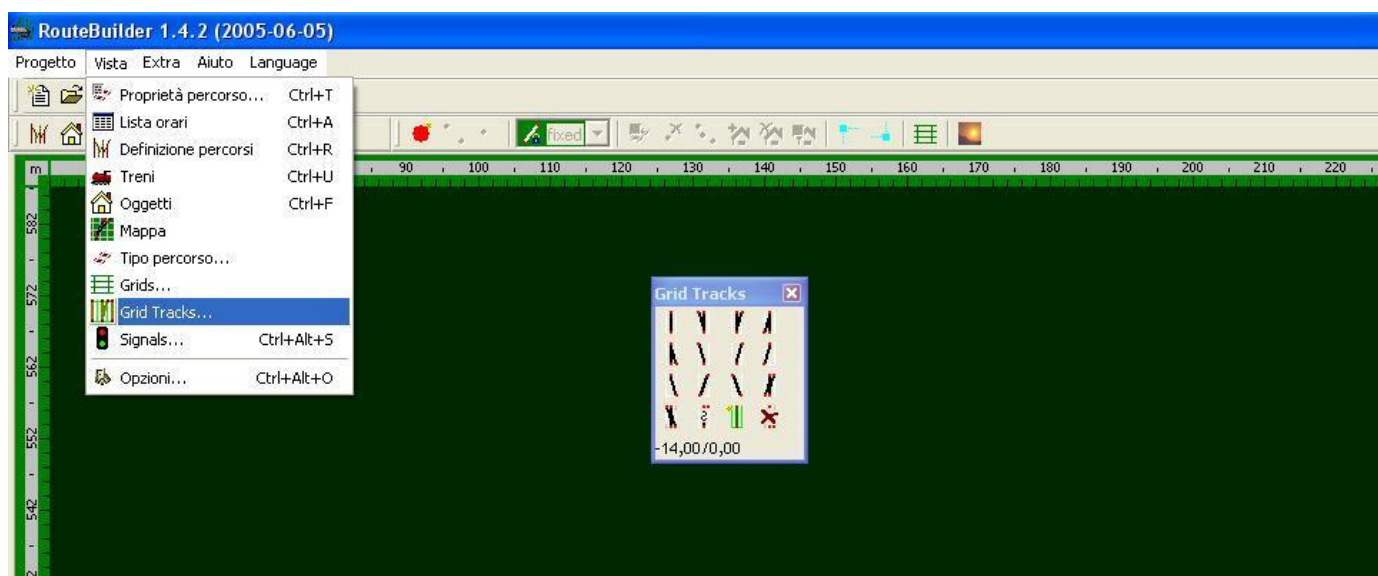 RouteBuilder 1.4.2 (2005-06-05)
Progetto Vista Extra Aiuto Language
Proprietà percorso... Ctrl+T
Lista orari Ctrl+A
Definizione percorsi Ctrl+R
Treni Ctrl+U
Oggetti Ctrl+F
Mappa
Tipo percorso...
Grids...
Grid Tracks...
Signals... Ctrl+Alt+S
Opzioni... Ctrl+Alt+O
fixed
m 90 100 110 120 130 140 150 160 170 180 190 200 210 220
582
572
562
552
542
Grid Tracks
-14,00/0,00